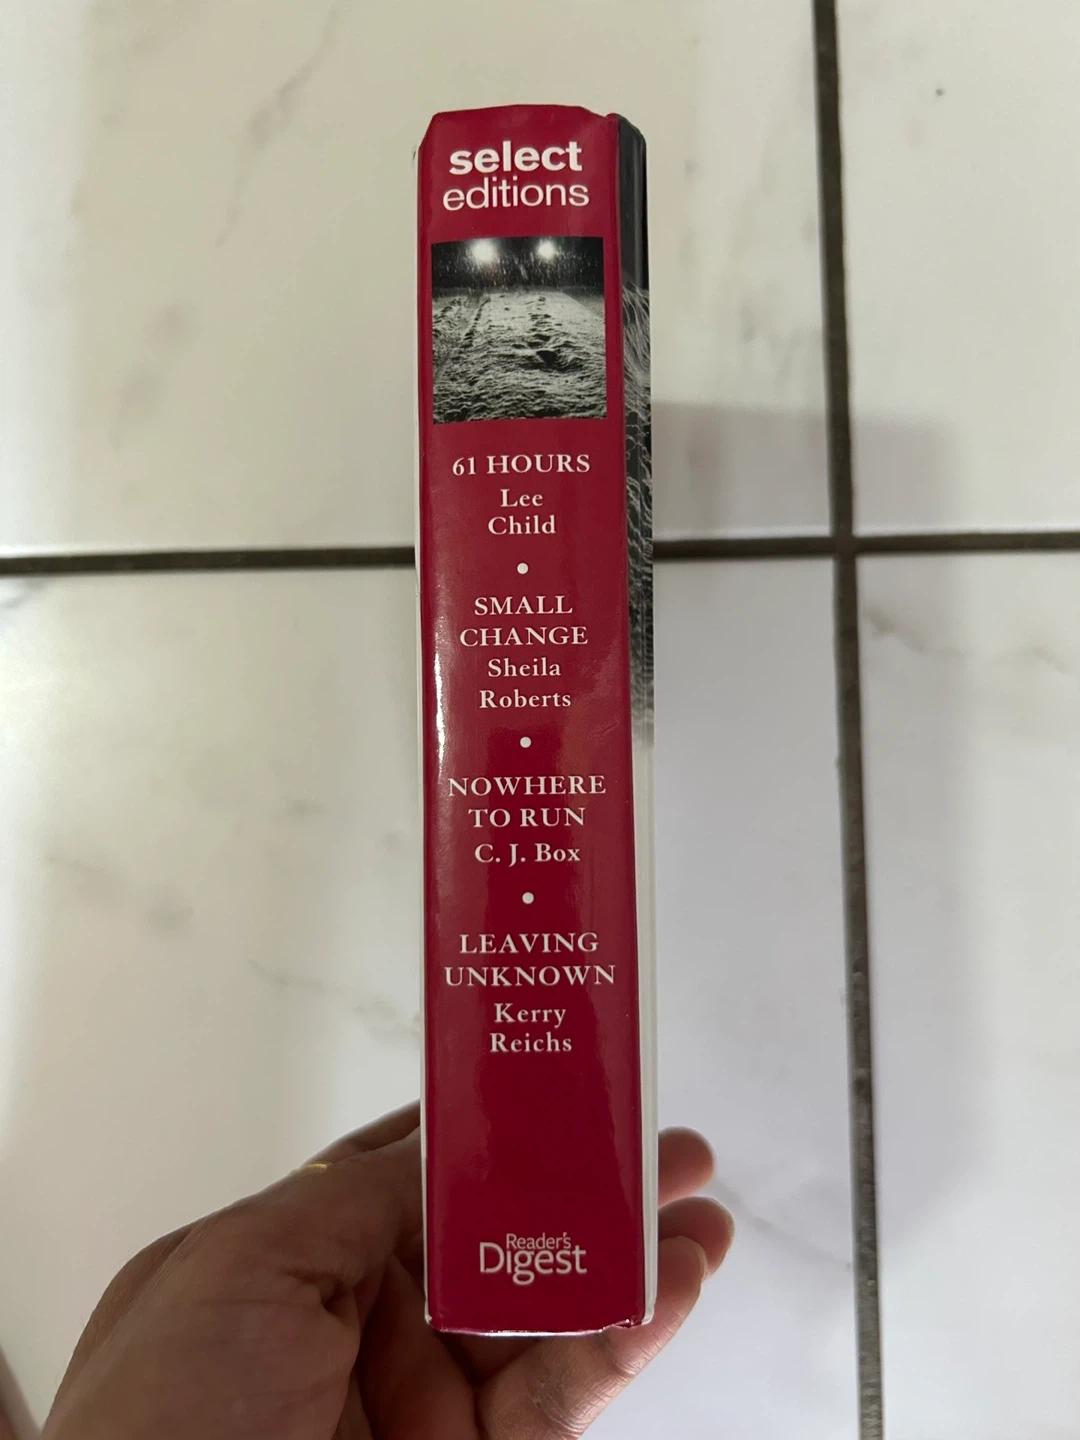 select
editions
61 HOURS
Lee
Child
SMALL
CHANGE
Sheila
Roberts
NOWHERE
TO RUN
C. J. Box
LEAVING
UNKNOWN
Kerry
Reichs
Reader's
Digest